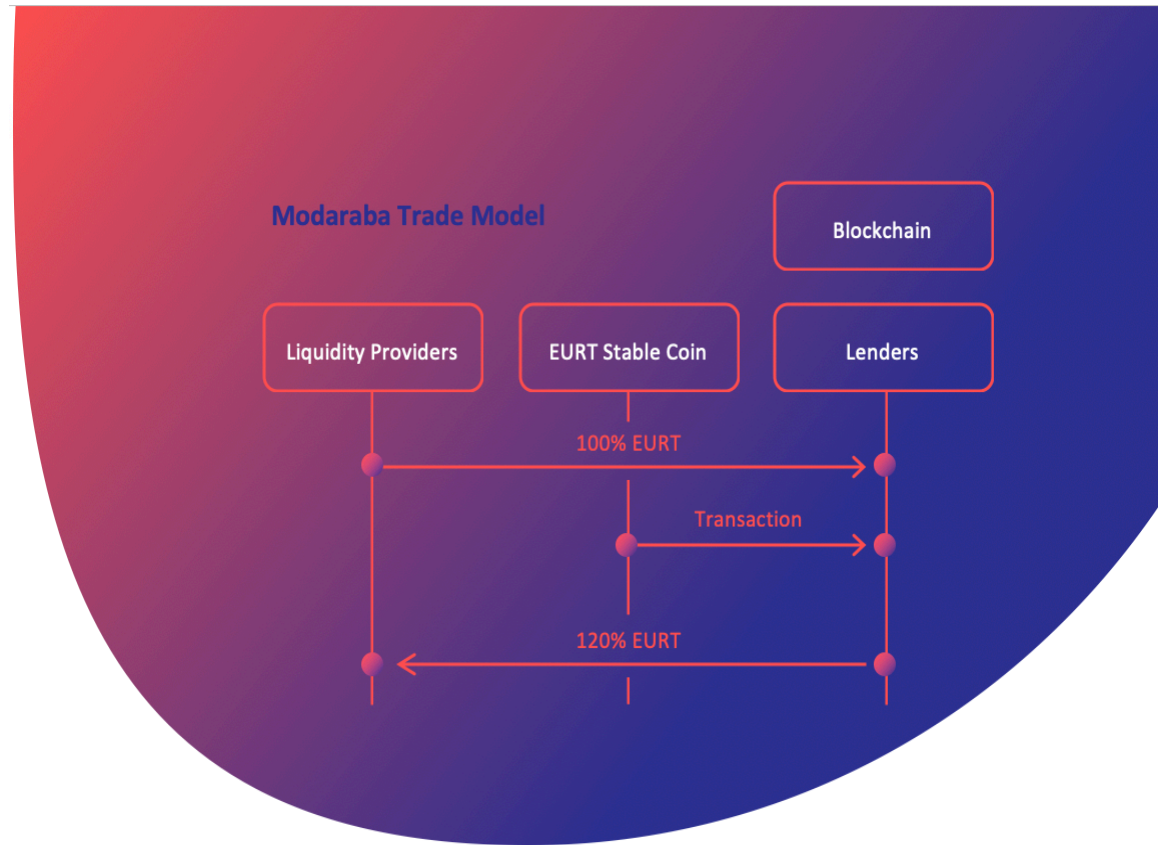 Modaraba Trade Model
Blockchain
Liquidity Providers
EURT Stable Coin
Lenders
100% EURT
Transaction
120% EURT